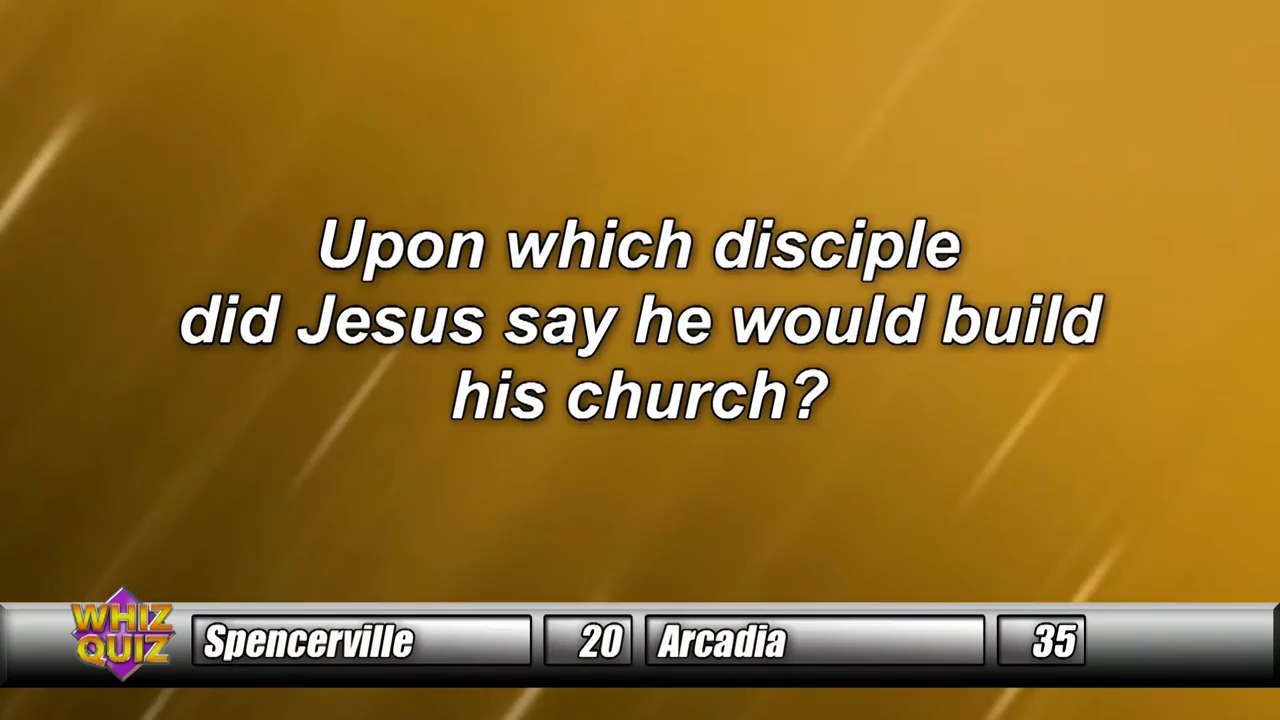 Upon which disciple
did Jesus say he would build
his church?
WHIZ
QUIZ
Spencerville 20 Arcadia 35